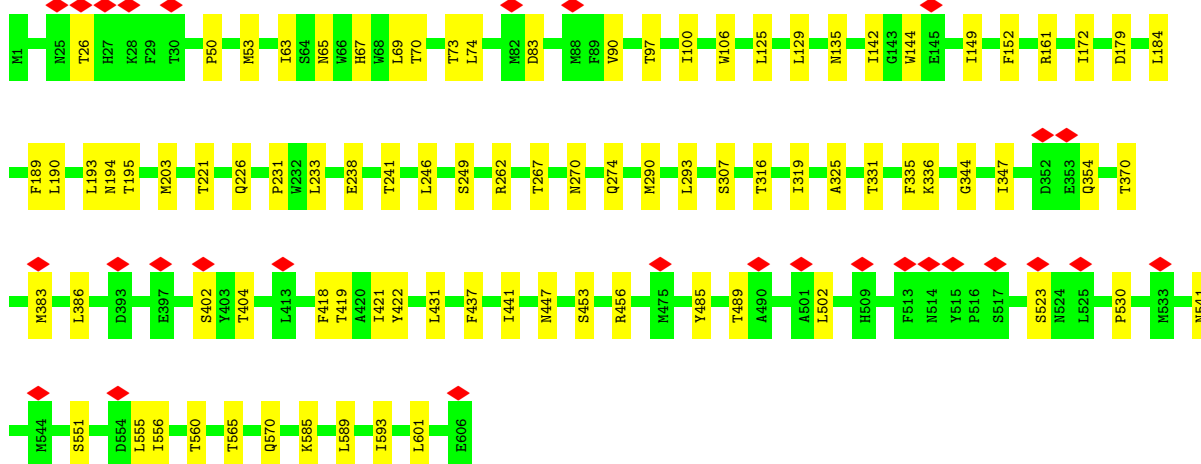 M1 N25 T26 H27 K28 F29 T30 P50 M53 I63 S64 N65 W66 H67 W68 L69 T70 T73 L74 M82 D83 M88 F89 V90 T97 I100 W106 L125 L129 N135 I142 G143 W144 E145 I149 F152 R161 I172 D179 L184
F189 L190 L193 N194 T195 M203 T221 Q226 P231 W232 L233 E238 T241 L246 S249 R262 T267 N270 Q274 M290 L293 S307 T316 I319 A325 T331 F335 K336 G344 I347 D352 E353 Q354 T370
M383 L386 D393 E397 S402 Y403 T404 L413 F418 T419 A420 I421 Y422 L431 F437 I441 N447 S453 R456 M475 Y485 T489 A490 A501 L502 H509 F513 N514 Y515 P516 S517 S523 N524 L525 P530 M533 N541
M544 S551 D554 L555 I556 T560 T565 Q570 K585 L589 I593 L601 E606